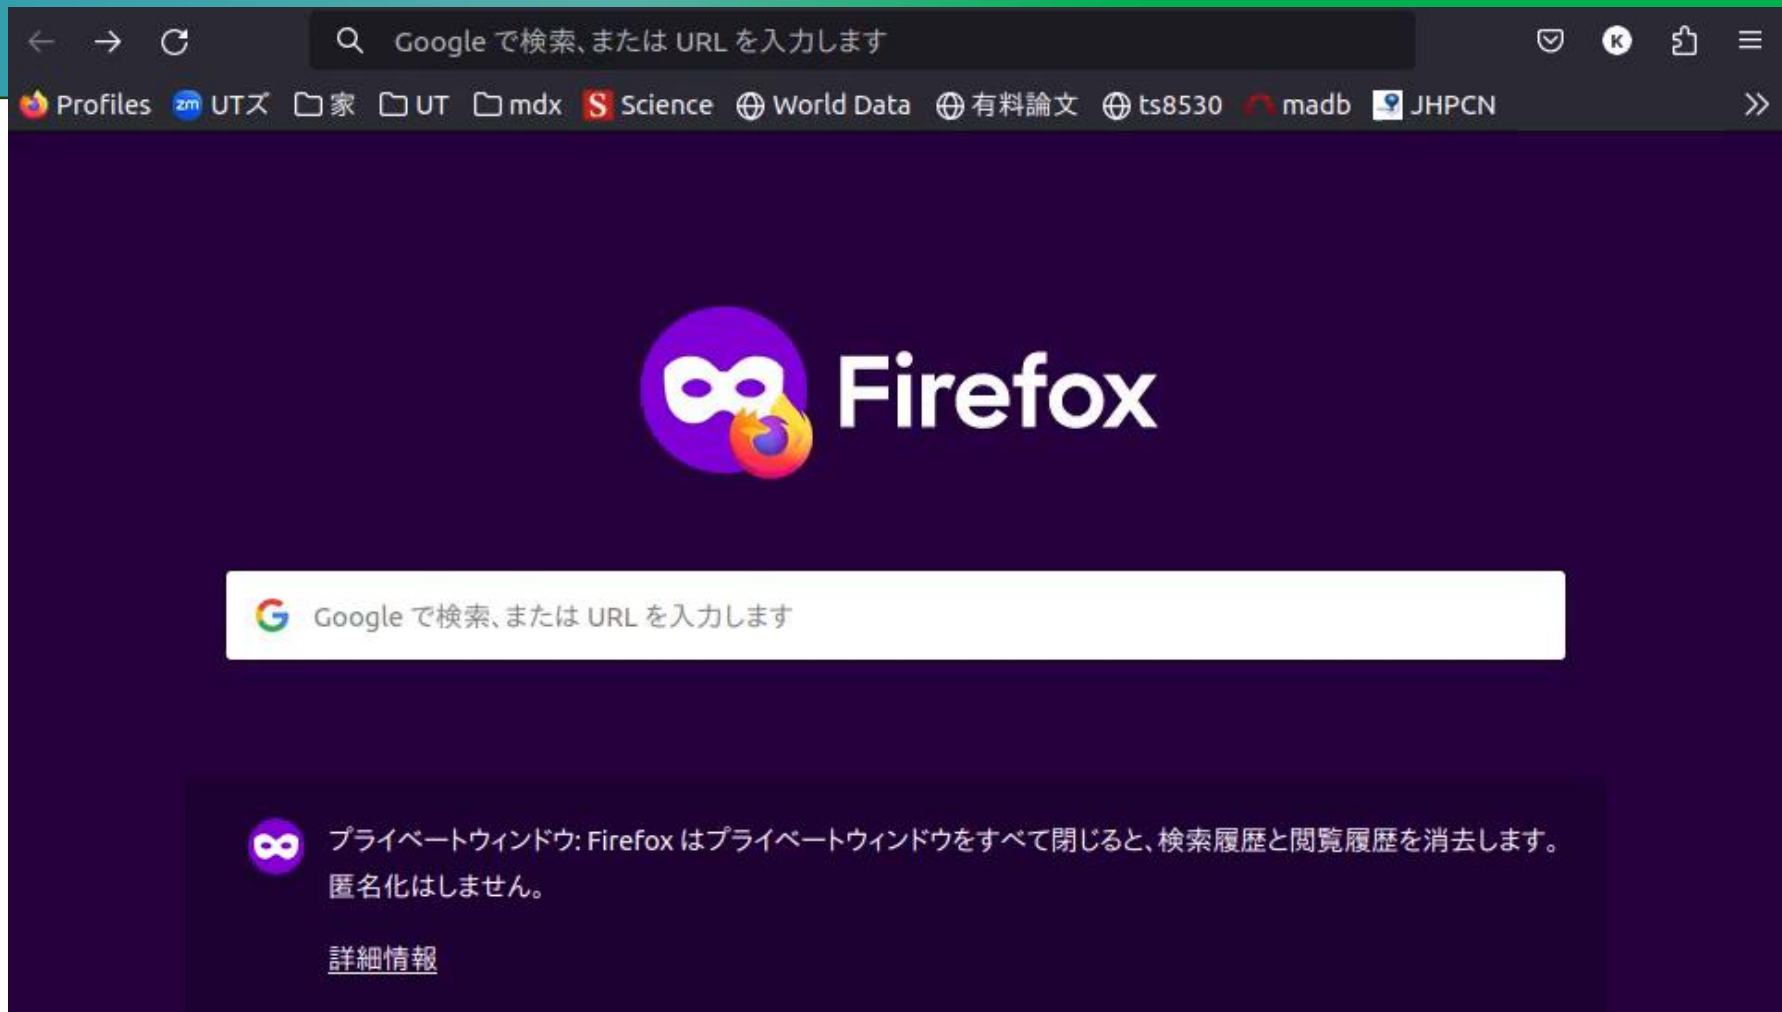 Google で検索、または URL を入力します
K
Profiles zm UTズ 家 UT mdx S Science World Data 有料論文 ts8530 madb JHPCN
Firefox
G Google で検索、または URL を入力します
プライベートウィンドウ: Firefox はプライベートウィンドウをすべて閉じると、検索履歴と閲覧履歴を消去します。
匿名化はしません。
詳細情報